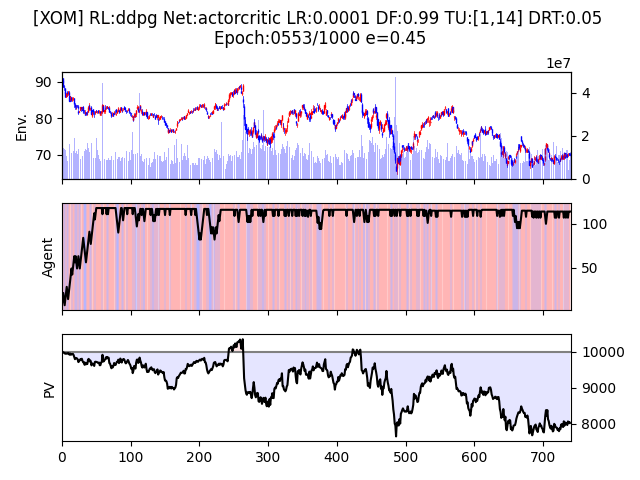 [XOM] RL:ddpg Net:actorcritic LR:0.0001 DF:0.99 TU:[1,14] DRT:0.05
Epoch:0553/1000 e=0.45
1e7
90
80
70
Env.
4
2
0
Agent
100
50
PV
10000
9000
8000
0 100 200 300 400 500 600 700